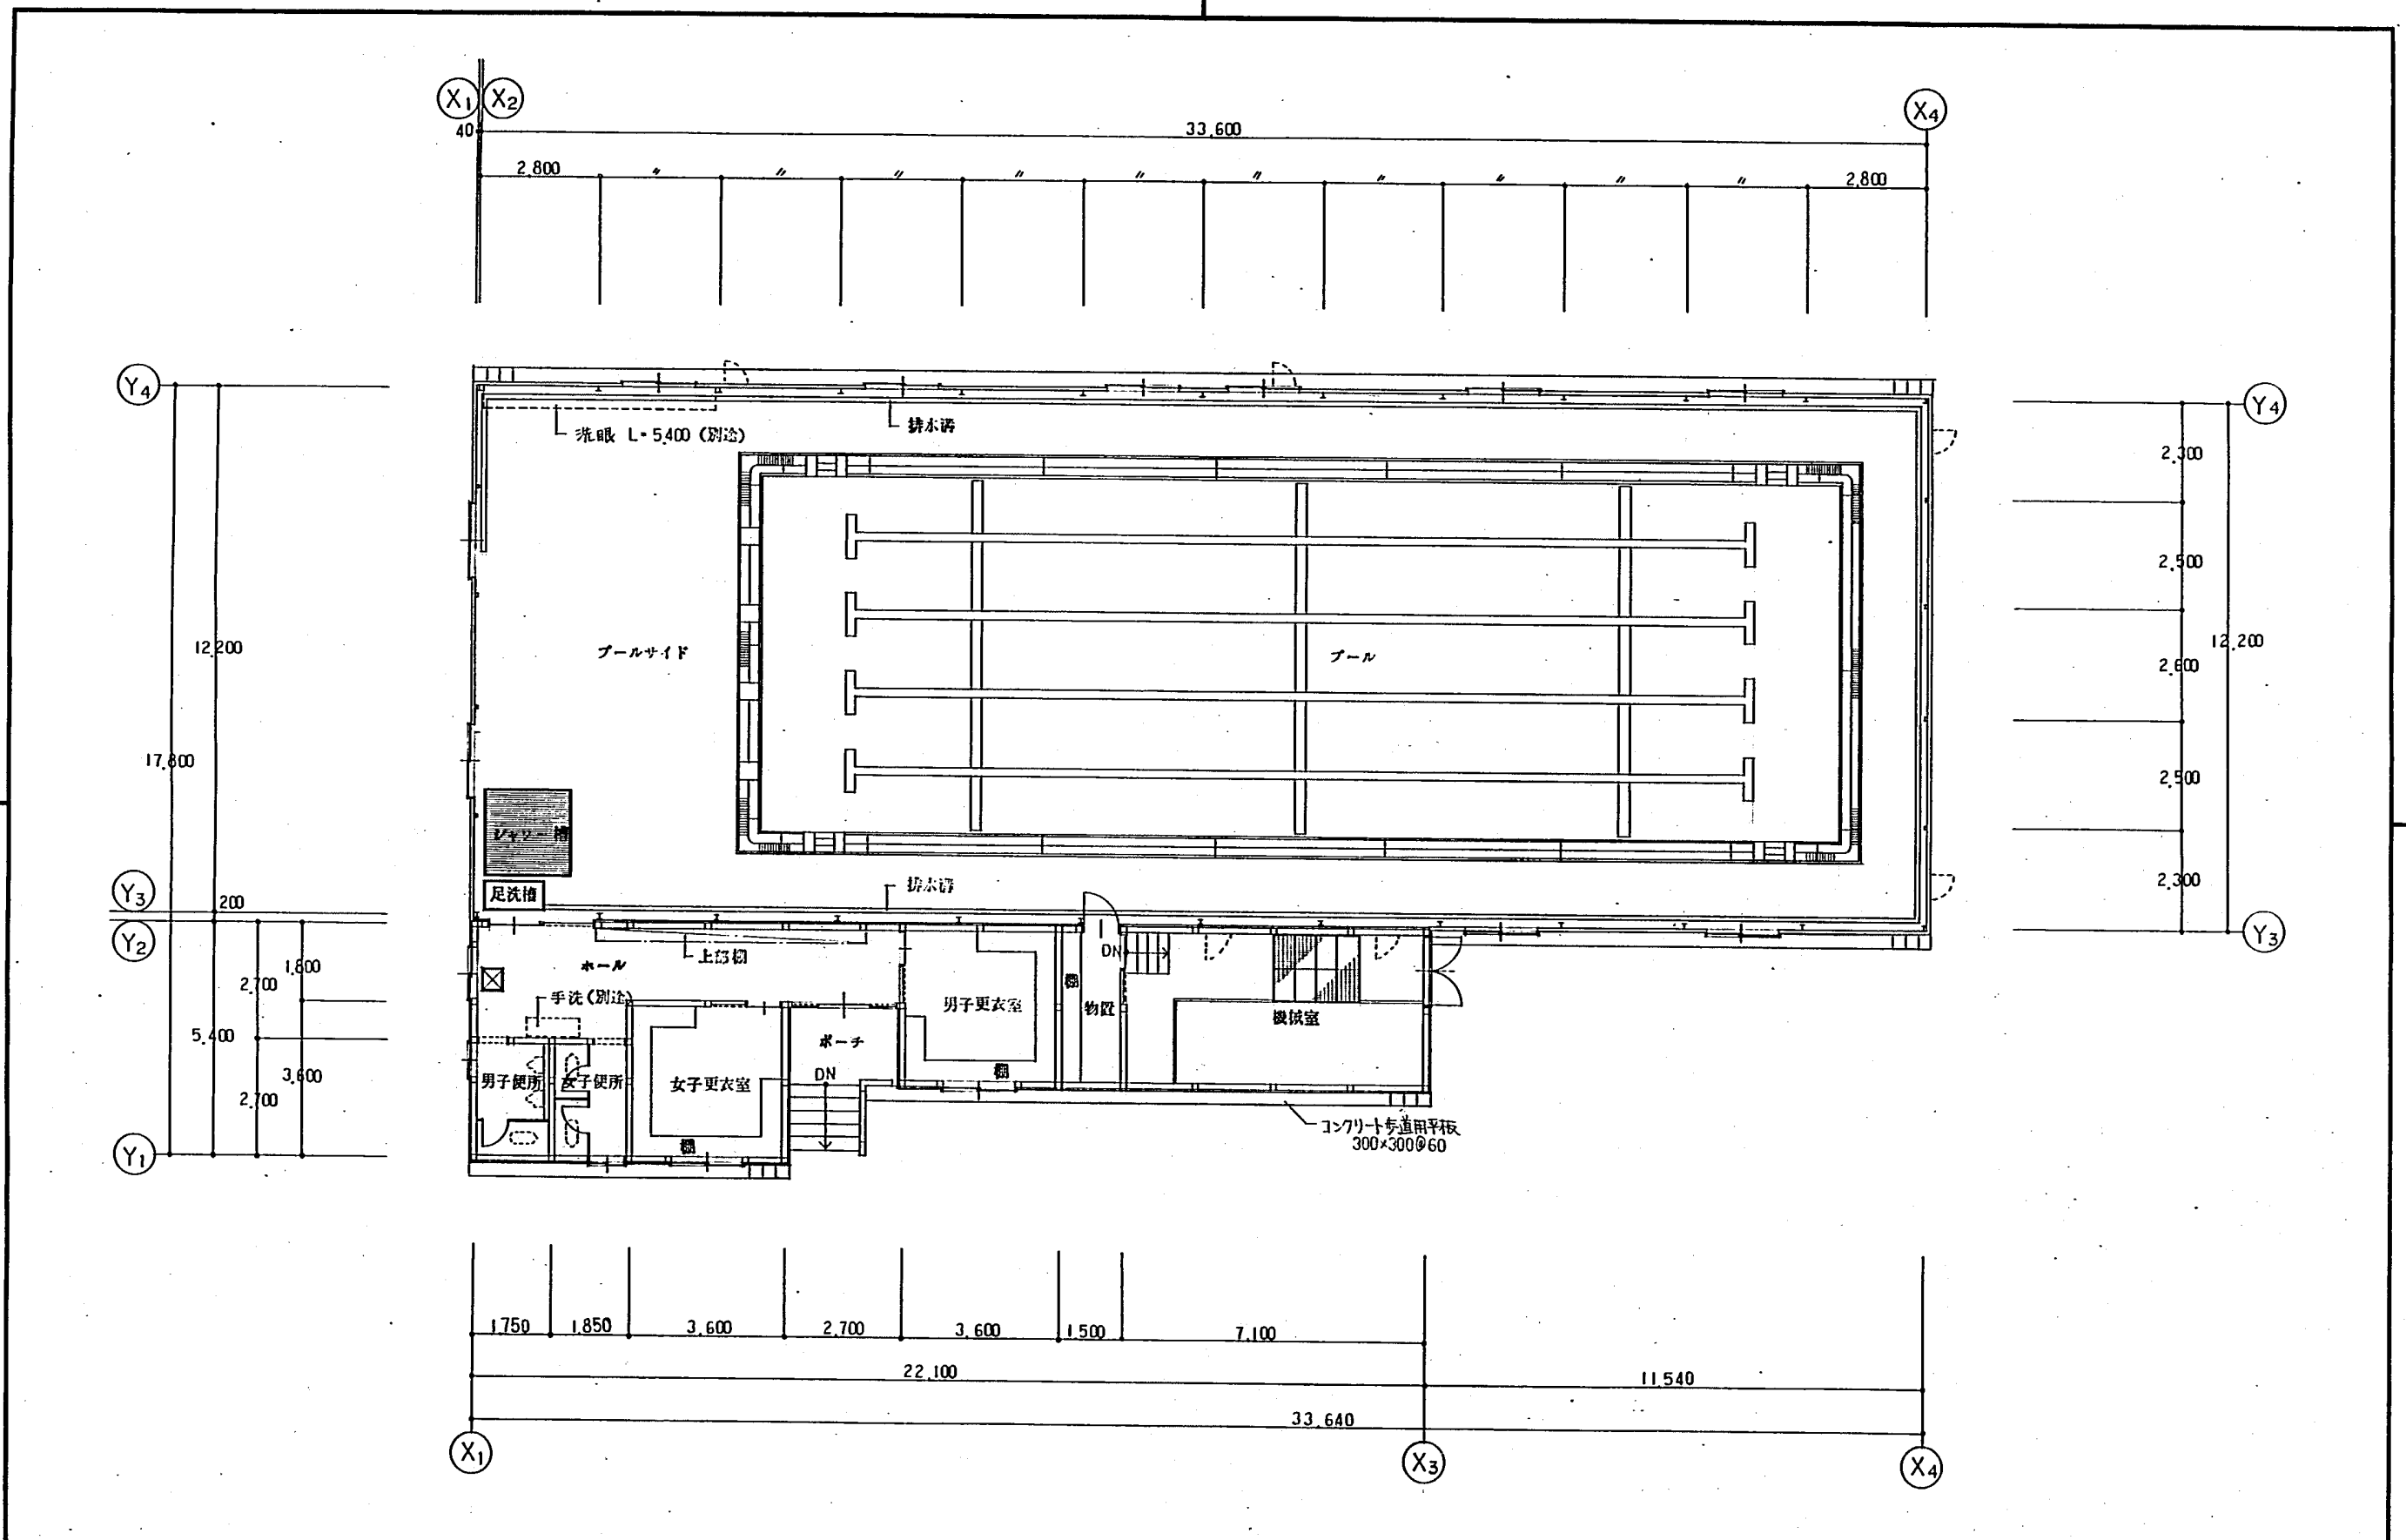 X1 X2 X4
40 33,600
2,800 〃 〃 〃 〃 〃 〃 〃 〃 〃 〃 2,800
Y4
Y4
洗眼 L=5,400 (別途)
排水溝
2,300
2,500
12,200
プールサイド
プール
12,200
2,600
17,800
2,500
シャワー槽
足洗槽
排水溝
2,300
Y3
200
Y2
Y3
上部棚
ホール
DN
1,800
2,700
手洗(別途)
男子更衣室
棚
物置
機械室
5,400
ポーチ
3,600
男子便所
女子便所
女子更衣室
DN
棚
2,700
コンクリート歩道用平板
300×300@60
棚
Y1
1,750 1,850 3,600 2,700 3,600 1,500 7,100
22,100 11,540
33,640
X1 X3 X4